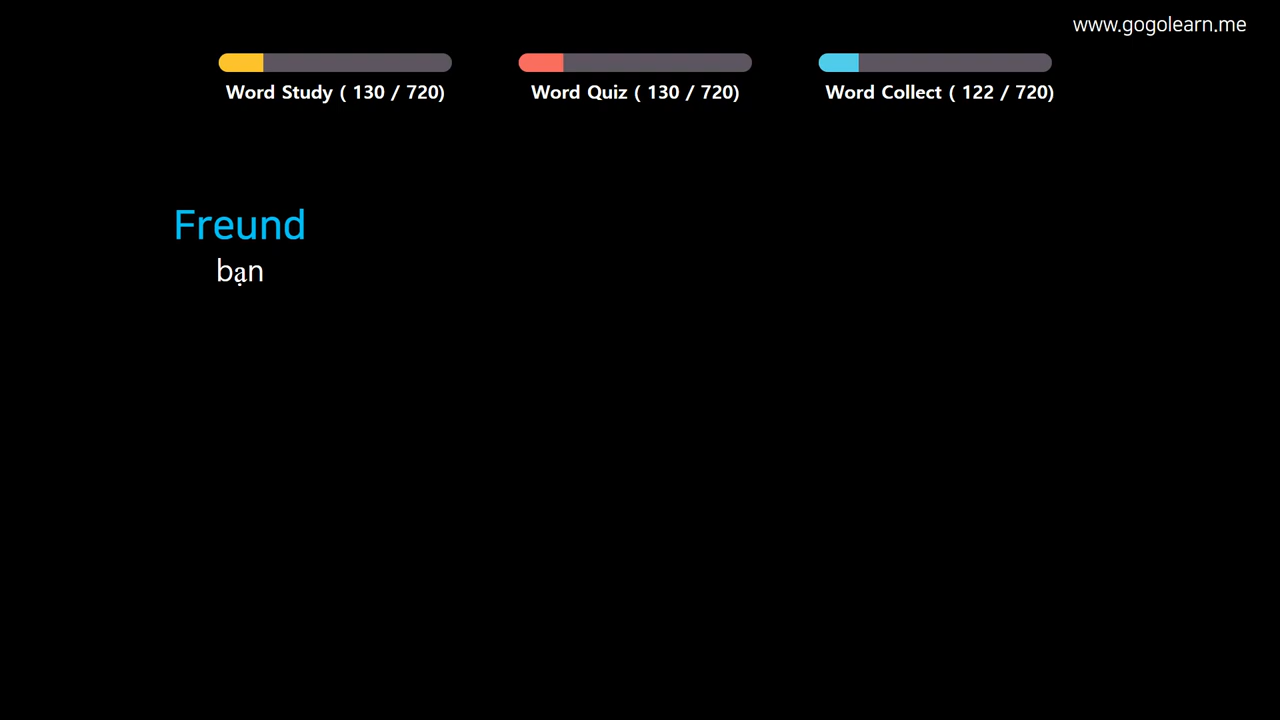 www.gogolearn.me
Word Study ( 130 / 720)
Word Quiz ( 130 / 720)
Word Collect ( 122 / 720)
Freund
bạn